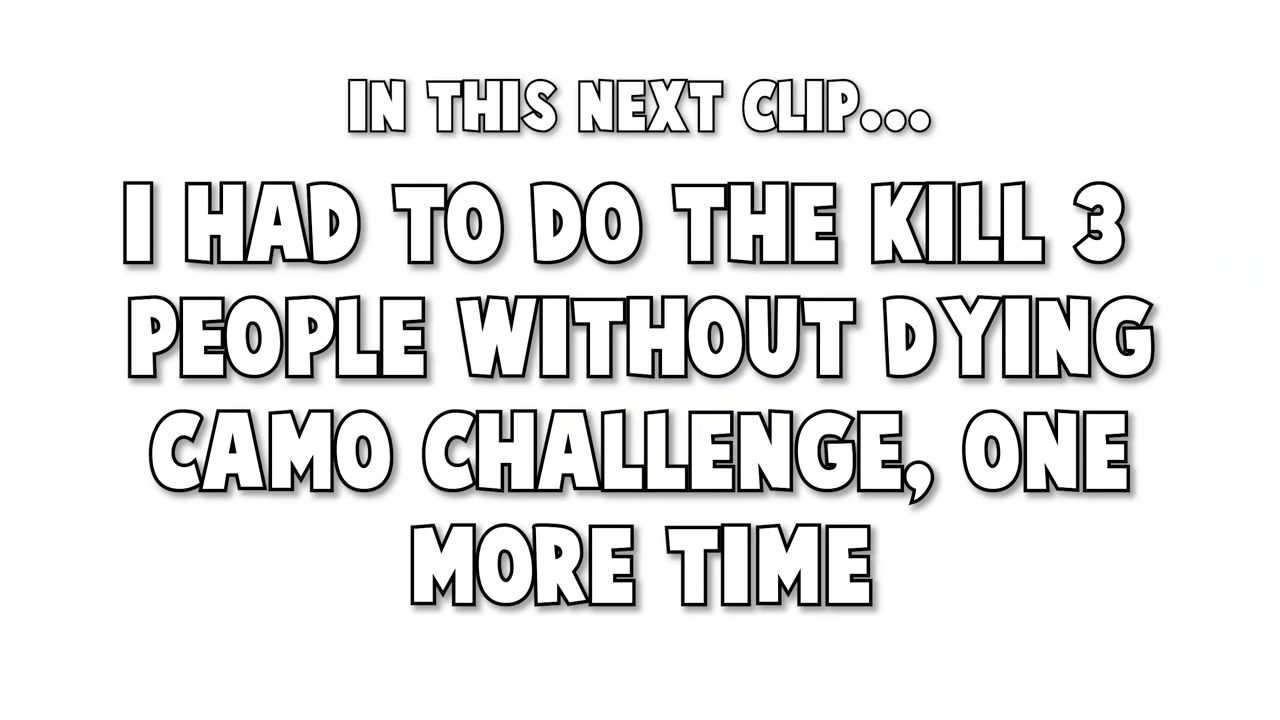 IN THIS NEXT CLIP...
I HAD TO DO THE KILL 3
PEOPLE WITHOUT DYING
CAMO CHALLENGE, ONE
MORE TIME